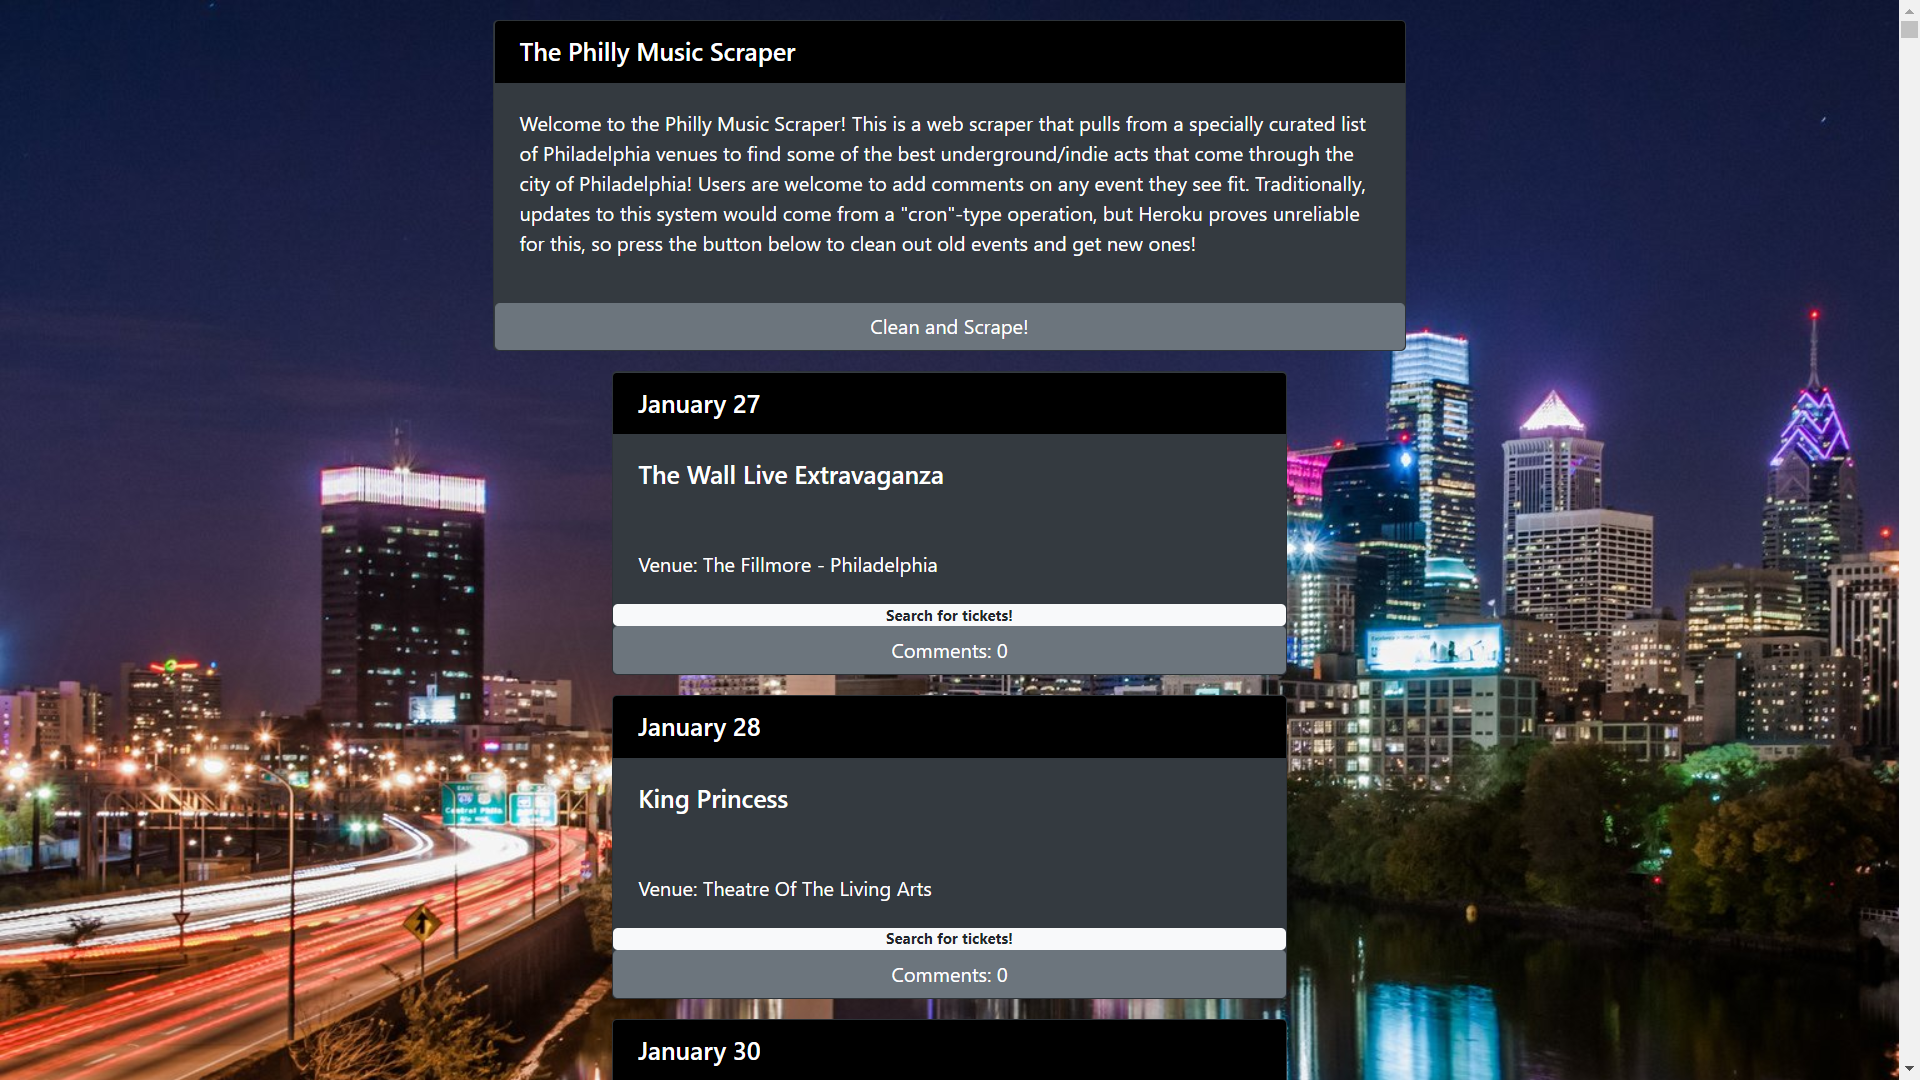 The Philly Music Scraper
Welcome to the Philly Music Scraper! This is a web scraper that pulls from a specially curated list
of Philadelphia venues to find some of the best underground/indie acts that come through the
city of Philadelphia! Users are welcome to add comments on any event they see fit. Traditionally,
updates to this system would come from a "cron"-type operation, but Heroku proves unreliable
for this, so press the button below to clean out old events and get new ones!
Clean and Scrape!
January 27
The Wall Live Extravaganza
Venue: The Fillmore - Philadelphia
Search for tickets!
Comments: 0
January 28
King Princess
Venue: Theatre Of The Living Arts
Search for tickets!
Comments: 0
January 30